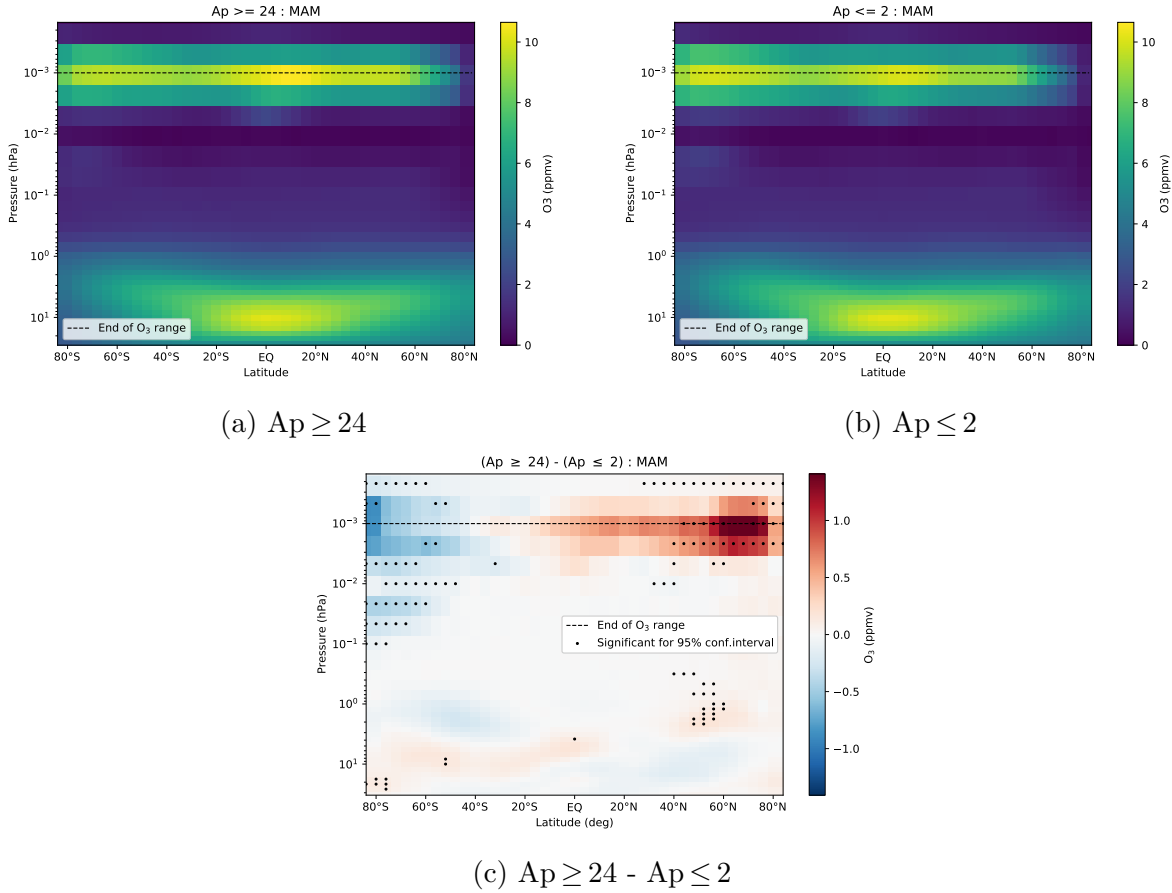 Ap >= 24 : MAM
Pressure (hPa)
10⁻³
10⁻²
10⁻¹
10⁰
10¹
End of O₃ range
80°S 60°S 40°S 20°S EQ 20°N 40°N 60°N 80°N
Latitude
10
8
6
4
2
0
O3 (ppmv)
(a) Ap ≥ 24
Ap <= 2 : MAM
Pressure (hPa)
10⁻³
10⁻²
10⁻¹
10⁰
10¹
End of O₃ range
80°S 60°S 40°S 20°S EQ 20°N 40°N 60°N 80°N
Latitude
10
8
6
4
2
0
O3 (ppmv)
(b) Ap ≤ 2
(Ap ≥ 24) - (Ap ≤ 2) : MAM
Pressure (hPa)
10⁻³
10⁻²
10⁻¹
10⁰
10¹
End of O₃ range
Significant for 95% conf.interval
80°S 60°S 40°S 20°S EQ 20°N 40°N 60°N 80°N
Latitude (deg)
1.0
0.5
0.0
−0.5
−1.0
O₃ (ppmv)
(c) Ap ≥ 24 - Ap ≤ 2